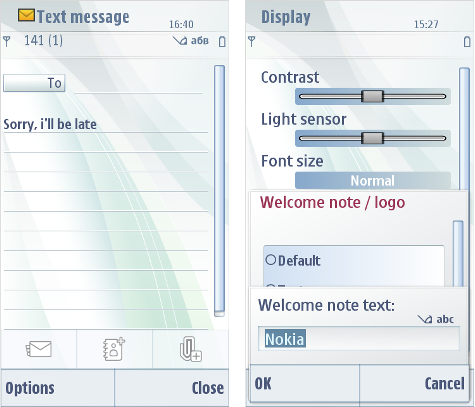 Text message
16:40
141 (1)
абв
To
Sorry, i'll be late
Options
Close
Display
15:27
Contrast
Light sensor
Font size
Normal
Welcome note / logo
Default
Welcome note text:
abc
Nokia
OK
Cancel